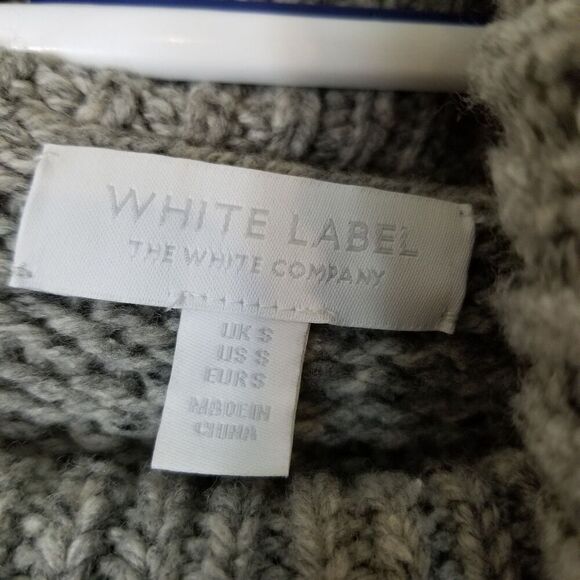 WHITE LABEL
THE WHITE COMPANY
UK S
US S
EUR S
MADE IN
CHINA